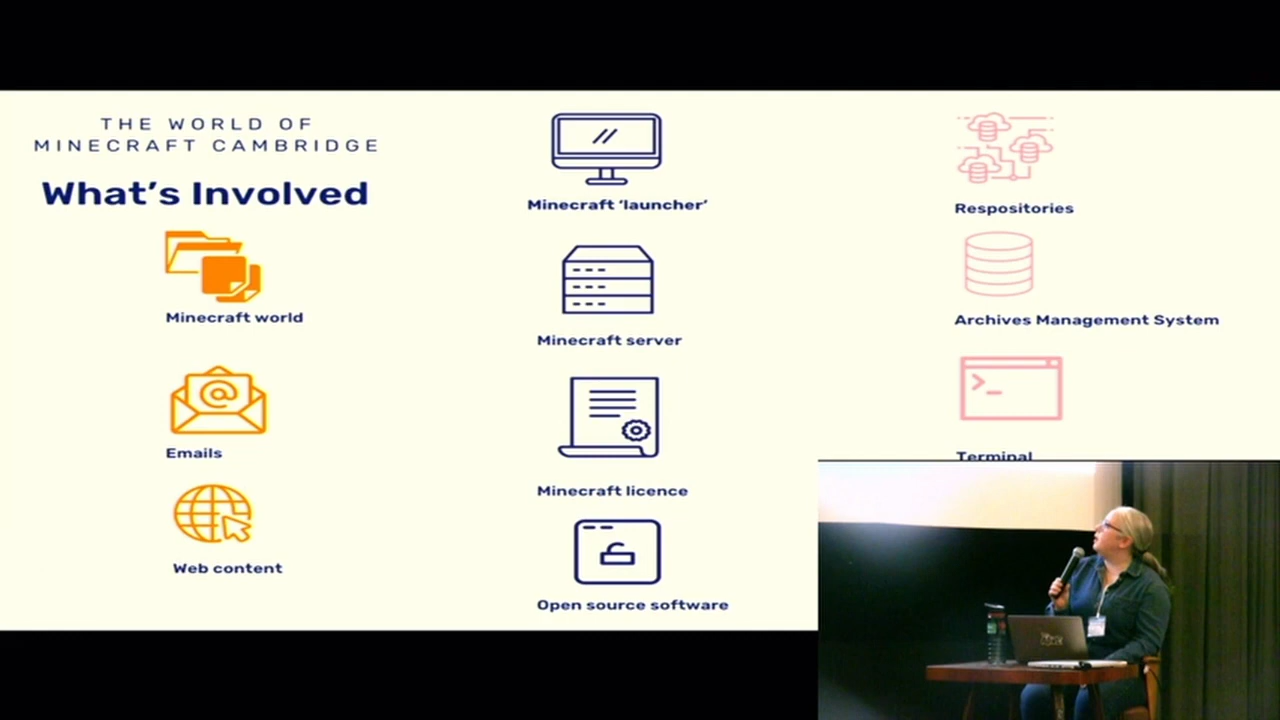 THE WORLD OF
MINECRAFT CAMBRIDGE
What's Involved
Minecraft world
Emails
Web content
Minecraft 'launcher'
Minecraft server
Minecraft licence
Open source software
Respositories
Archives Management System
Terminal